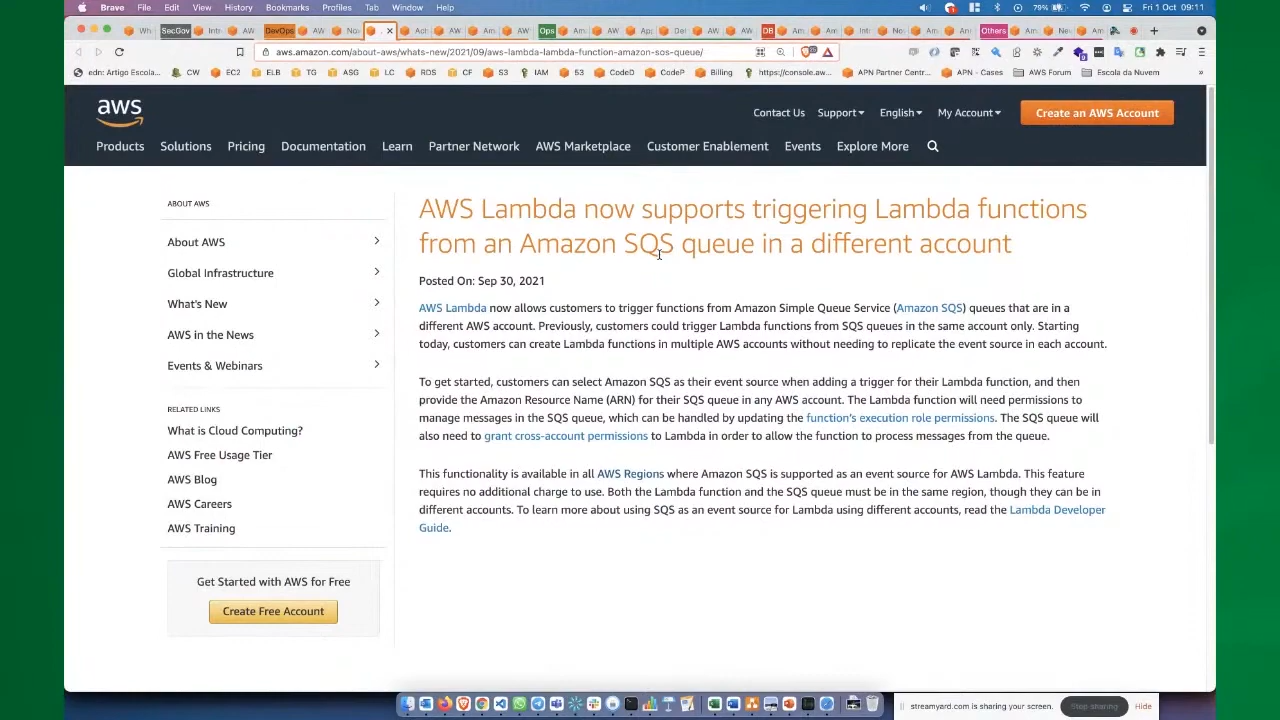 Brave File Edit View History Bookmarks Profiles Tab Window Help
79% Fri 1 Oct 09:11
SecGov DevOps Ops DB Others
aws.amazon.com/about-aws/whats-new/2021/09/aws-lambda-lambda-function-amazon-sqs-queue/
edn: Artigo Escola... CW EC2 ELB TG ASG LC RDS CF S3 IAM 53 CodeD CodeP Billing https://console.aw... APN Partner Centr... APN - Cases AWS Forum Escola da Nuvem
aws
Contact Us Support English My Account Create an AWS Account
Products Solutions Pricing Documentation Learn Partner Network AWS Marketplace Customer Enablement Events Explore More
ABOUT AWS
About AWS
Global Infrastructure
What's New
AWS in the News
Events & Webinars
RELATED LINKS
What is Cloud Computing?
AWS Free Usage Tier
AWS Blog
AWS Careers
AWS Training
Get Started with AWS for Free
Create Free Account
AWS Lambda now supports triggering Lambda functions
from an Amazon SQS queue in a different account
Posted On: Sep 30, 2021
AWS Lambda now allows customers to trigger functions from Amazon Simple Queue Service (Amazon SQS) queues that are in a
different AWS account. Previously, customers could trigger Lambda functions from SQS queues in the same account only. Starting
today, customers can create Lambda functions in multiple AWS accounts without needing to replicate the event source in each account.
To get started, customers can select Amazon SQS as their event source when adding a trigger for their Lambda function, and then
provide the Amazon Resource Name (ARN) for their SQS queue in any AWS account. The Lambda function will need permissions to
manage messages in the SQS queue, which can be handled by updating the function's execution role permissions. The SQS queue will
also need to grant cross-account permissions to Lambda in order to allow the function to process messages from the queue.
This functionality is available in all AWS Regions where Amazon SQS is supported as an event source for AWS Lambda. This feature
requires no additional charge to use. Both the Lambda function and the SQS queue must be in the same region, though they can be in
different accounts. To learn more about using SQS as an event source for Lambda using different accounts, read the Lambda Developer
Guide.
streamyard.com is sharing your screen. Stop sharing Hide